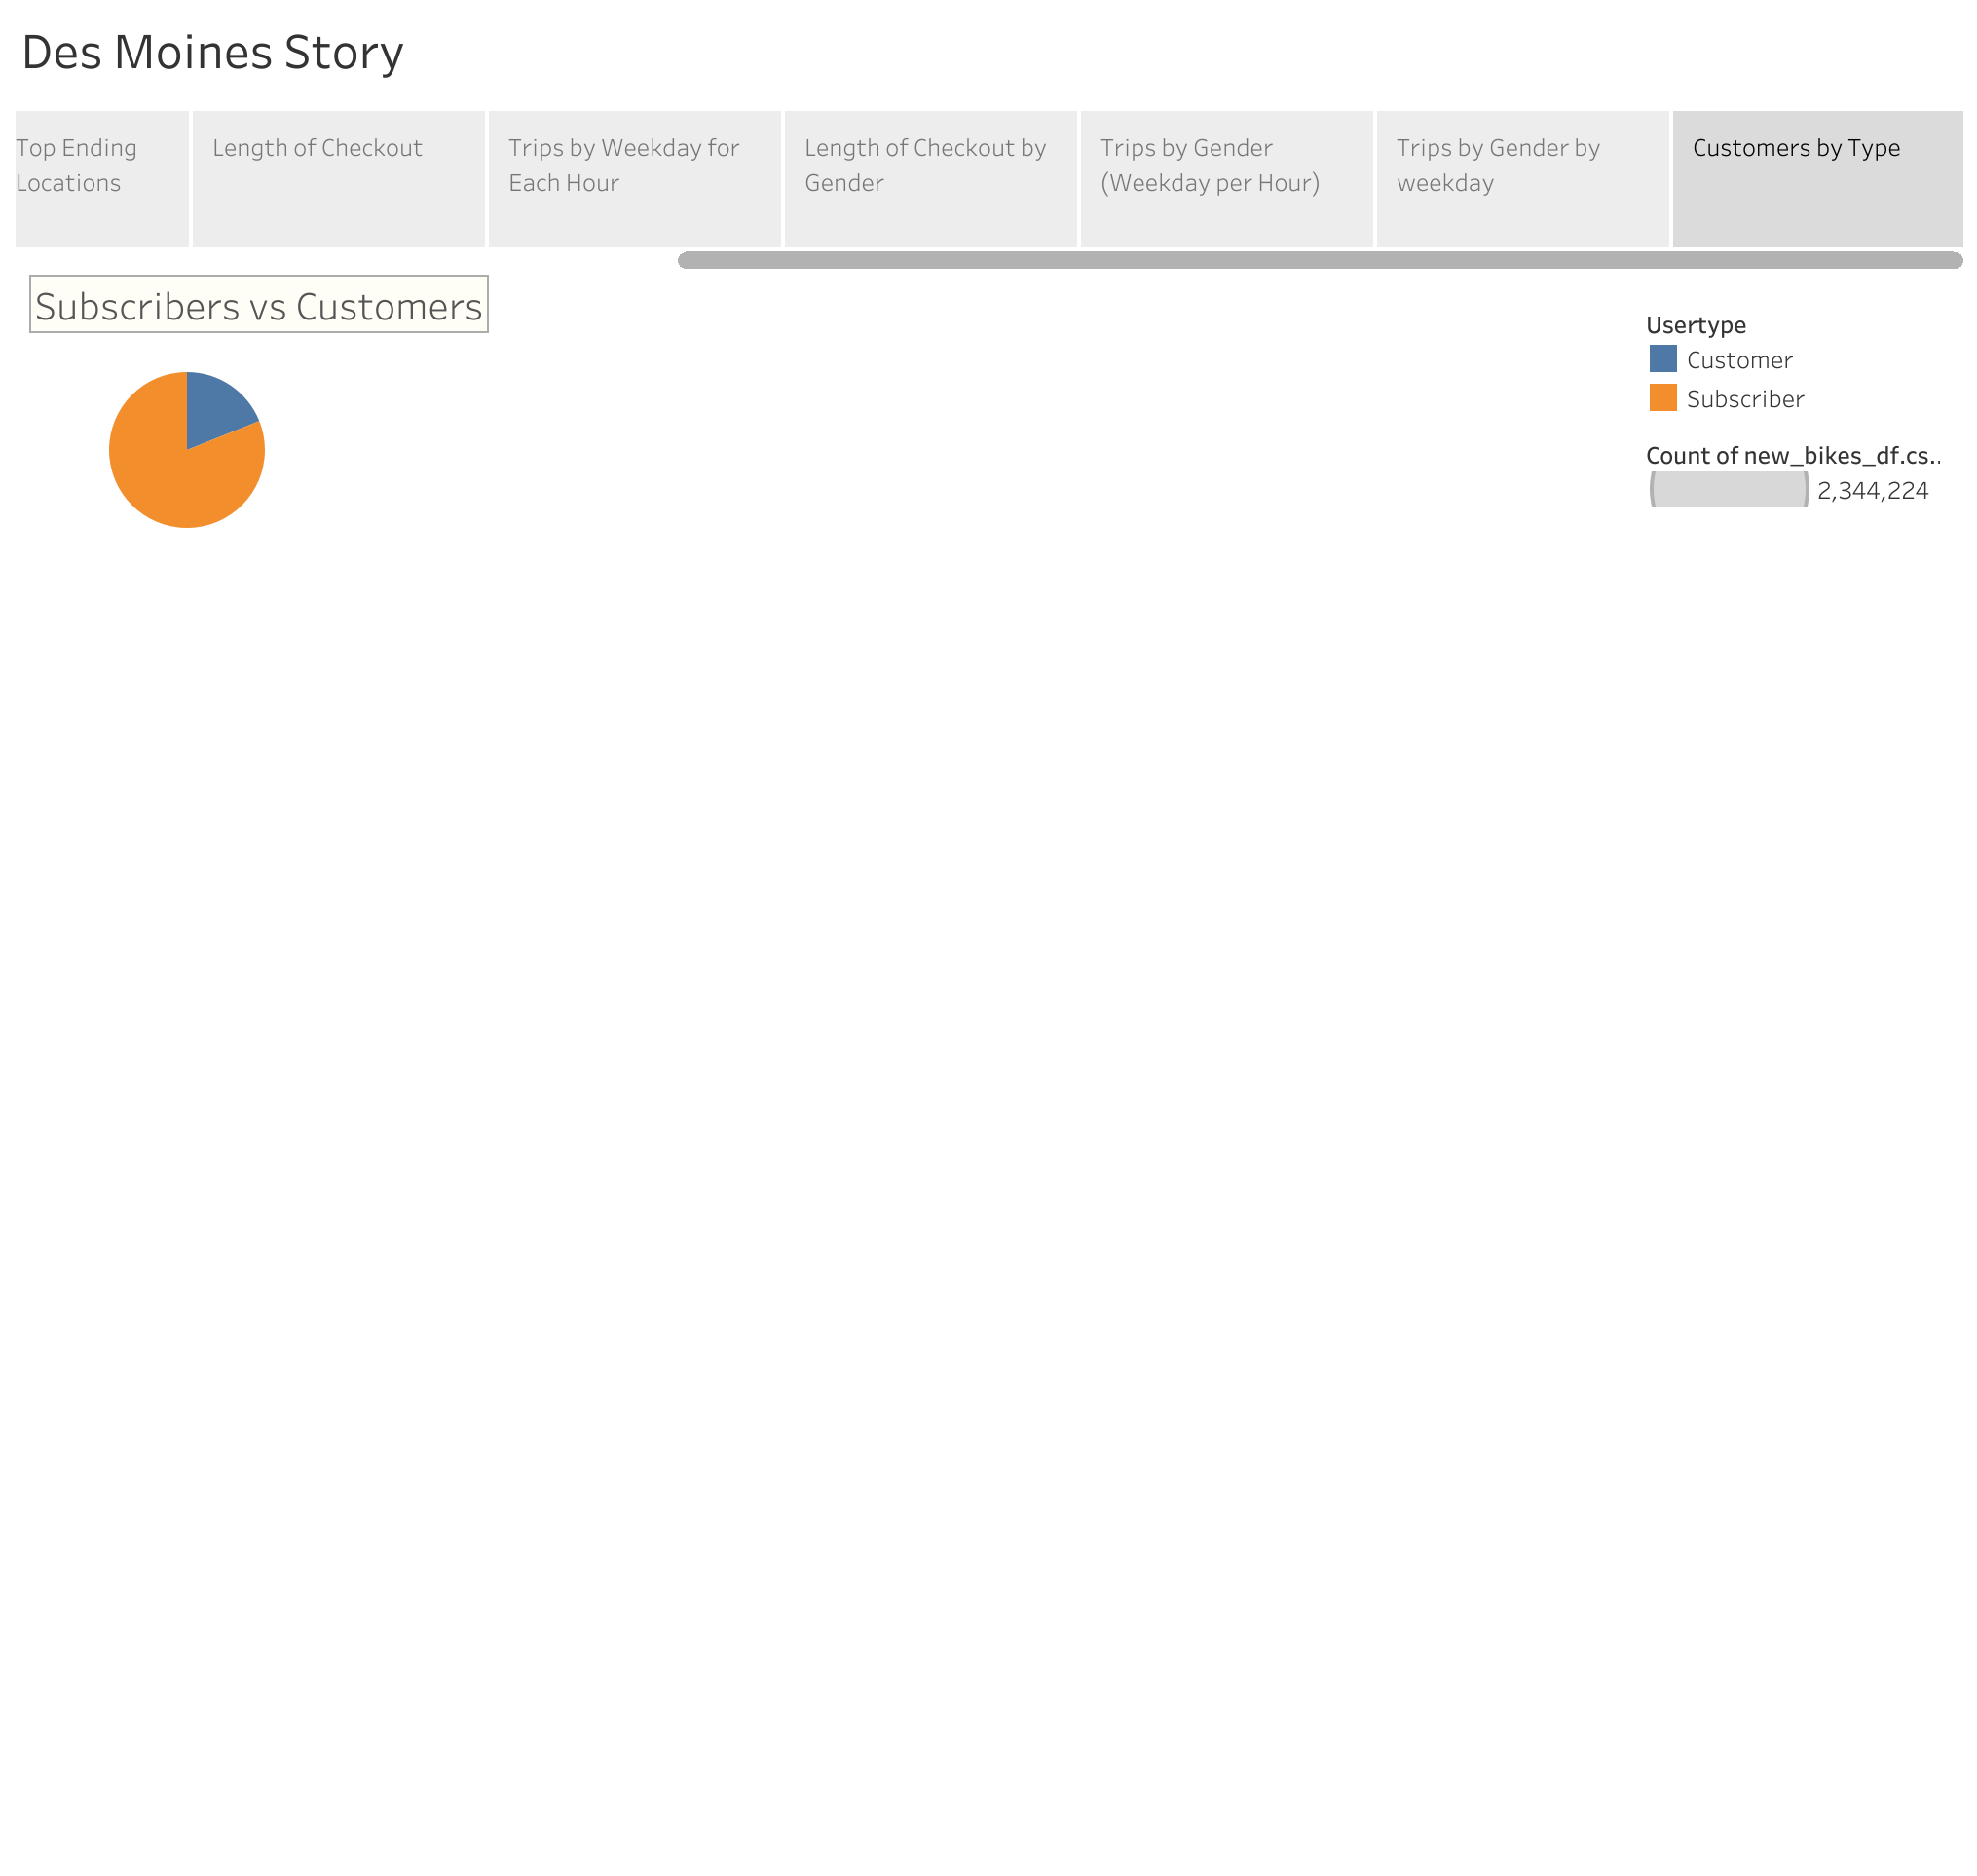 Des Moines Story
Top Ending
Locations
Length of Checkout
Trips by Weekday for
Each Hour
Length of Checkout by
Gender
Trips by Gender
(Weekday per Hour)
Trips by Gender by
weekday
Customers by Type
Subscribers vs Customers
Usertype
Customer
Subscriber
Count of new_bikes_df.cs..
2,344,224